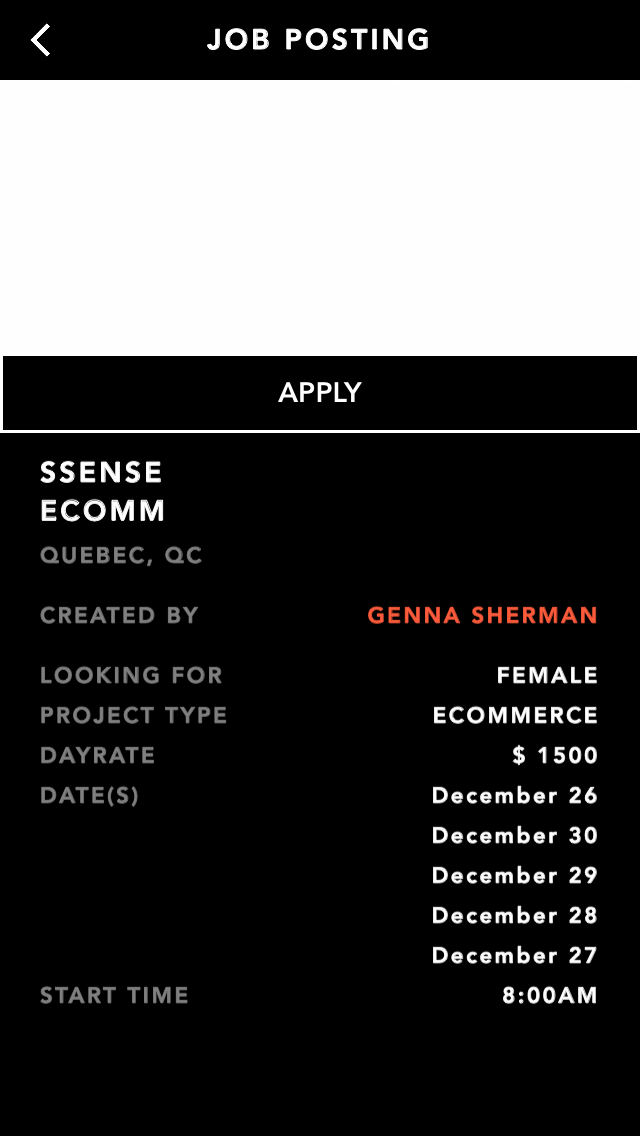 JOB POSTING
APPLY
SSENSE
ECOMM
QUEBEC, QC
CREATED BY GENNA SHERMAN
LOOKING FOR FEMALE
PROJECT TYPE ECOMMERCE
DAYRATE $ 1500
DATE(S) December 26
December 30
December 29
December 28
December 27
START TIME 8:00AM